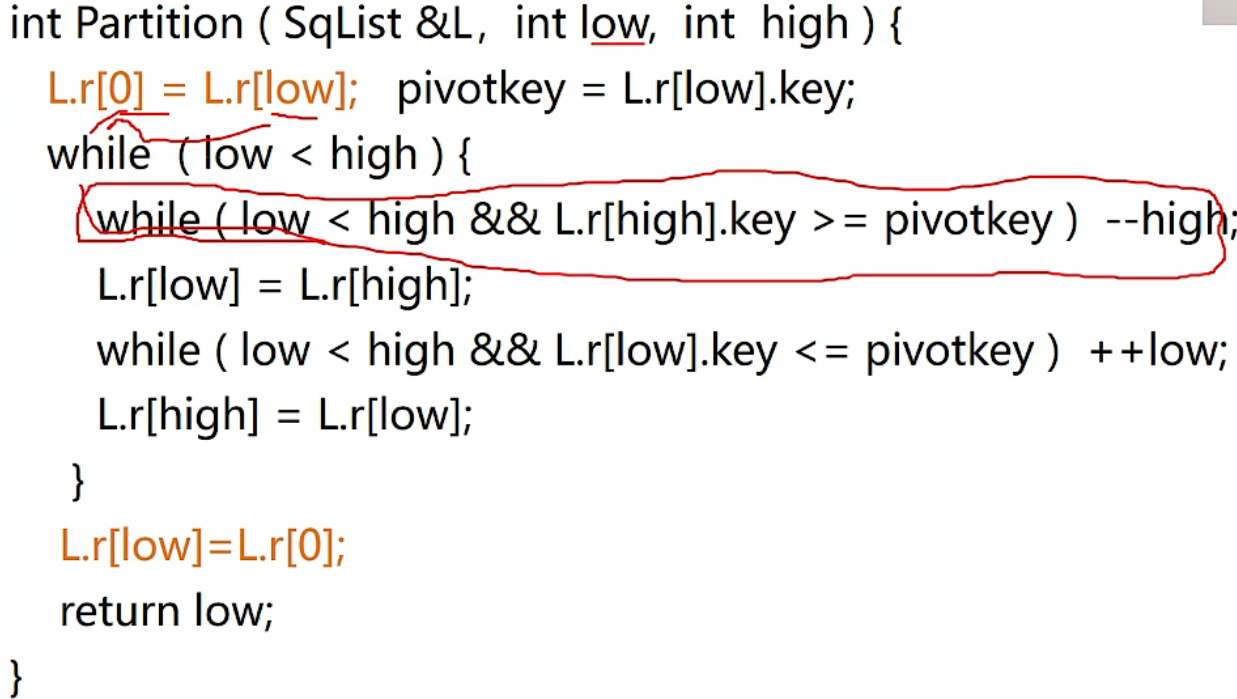 int Partition ( SqList &L,  int low,  int  high ) {
L.r[0] = L.r[low];   pivotkey = L.r[low].key;
while  ( low < high ) {
while ( low < high && L.r[high].key >= pivotkey )  --high;
L.r[low] = L.r[high];
while ( low < high && L.r[low].key <= pivotkey )  ++low;
L.r[high] = L.r[low];
}
L.r[low]=L.r[0];
return low;
}